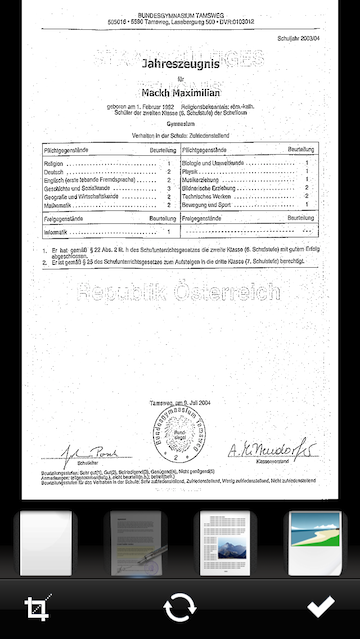 BUNDESGYMNASIUM TAMSWEG
505016 • 5580 Tamsweg, Lasabergweg 500 • DVR:0103012
Schuljahr 2003/04
Jahreszeugnis
für
Mackh Maximilian
geboren am 1. Februar 1992 Religionsbekenntnis: röm.-kath.
Schüler der zweiten Klasse (6. Schulstufe) der Schulform
Gymnasium
Verhalten in der Schule: Zufriedenstellend
Pflichtgegenstände Beurteilung Pflichtgegenstände Beurteilung
Religion 1 Biologie und Umweltkunde 1
Deutsch 2 Physik 1
Englisch (erste lebende Fremdsprache) 2 Musikerziehung 1
Geschichte und Sozialkunde 3 Bildnerische Erziehung 2
Geografie und Wirtschaftskunde 2 Technisches Werken 2
Mathematik 2 Bewegung und Sport 1
Freigegenstände Beurteilung Freigegenstände Beurteilung
Informatik 1
1. Er hat gemäß § 22 Abs. 2 lit. h des Schulunterrichtsgesetzes die zweite Klasse (6. Schulstufe) mit gutem Erfolg
abgeschlossen.
2. Er ist gemäß § 25 des Schulunterrichtsgesetzes zum Aufsteigen in die dritte Klasse (7. Schulstufe) berechtigt.
Republik Österreich
Tamsweg, am 9. Juli 2004
Bundesgymnasium Tamsweg
Schulleiter
Klassenvorstand
Beurteilungsstufen: Sehr gut(1), Gut(2), Befriedigend(3), Genügend(4), Nicht genügend(5)
Beurteilungsstufen für das Verhalten in der Schule: Sehr zufriedenstellend, Zufriedenstellend, Wenig zufriedenstellend, Nicht zufriedenstellend